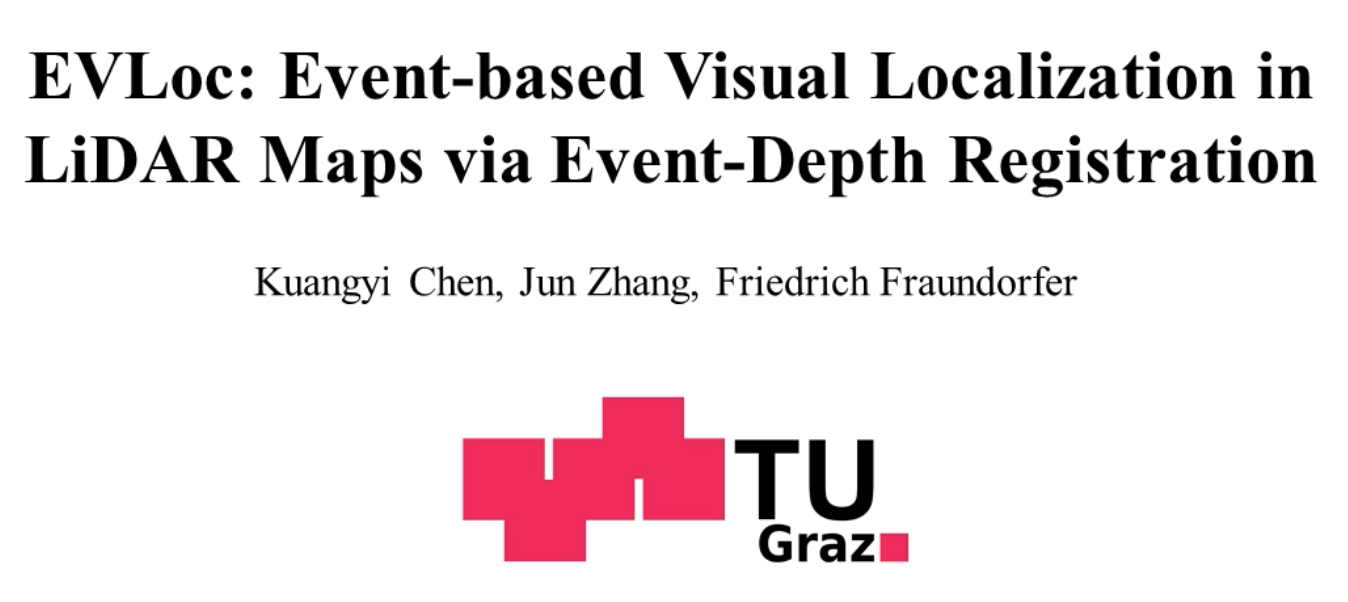 EVLoc: Event-based Visual Localization in
LiDAR Maps via Event-Depth Registration
Kuangyi Chen, Jun Zhang, Friedrich Fraundorfer
TU
Graz